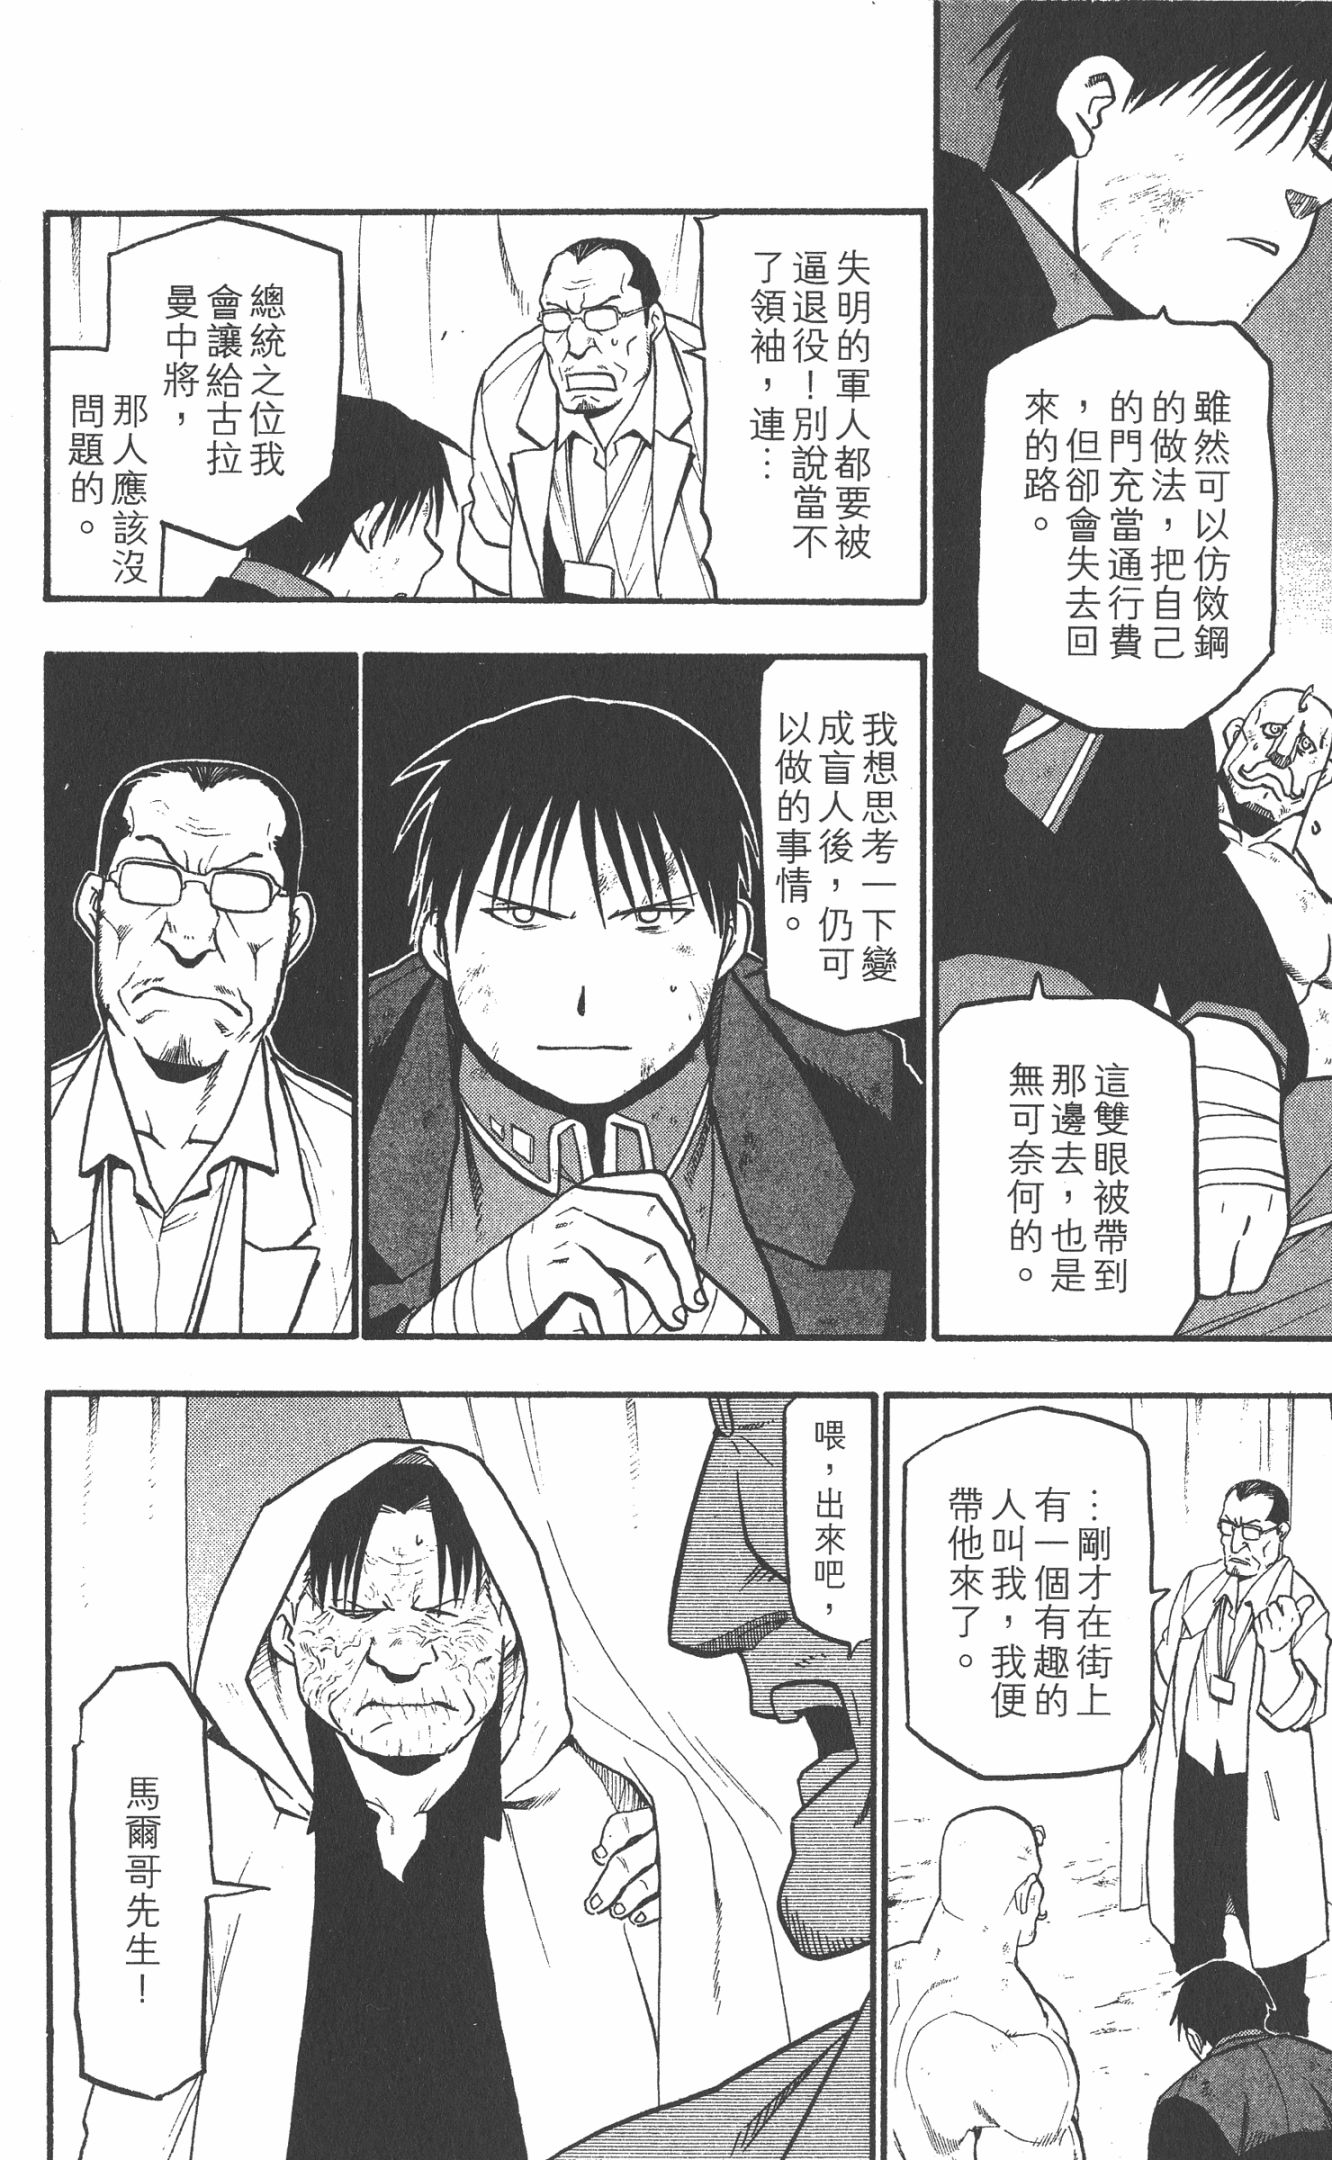 雖然可以仿傚鋼
的做法，把自己
的門充當通行費
，但卻會失去回
來的路。
這雙眼被帶到
那邊去，也是
無可奈何的。
失明的軍人都要被
逼退役！別說當不
了領袖，連…
總統之位我
會讓給古拉
曼中將，
那人應該沒
問題的。
我想思考一下變
成盲人後，仍可
以做的事情。
…剛才在街上
有一個有趣的
人叫我，我便
帶他來了。
喂，出來吧，
馬爾哥先生！